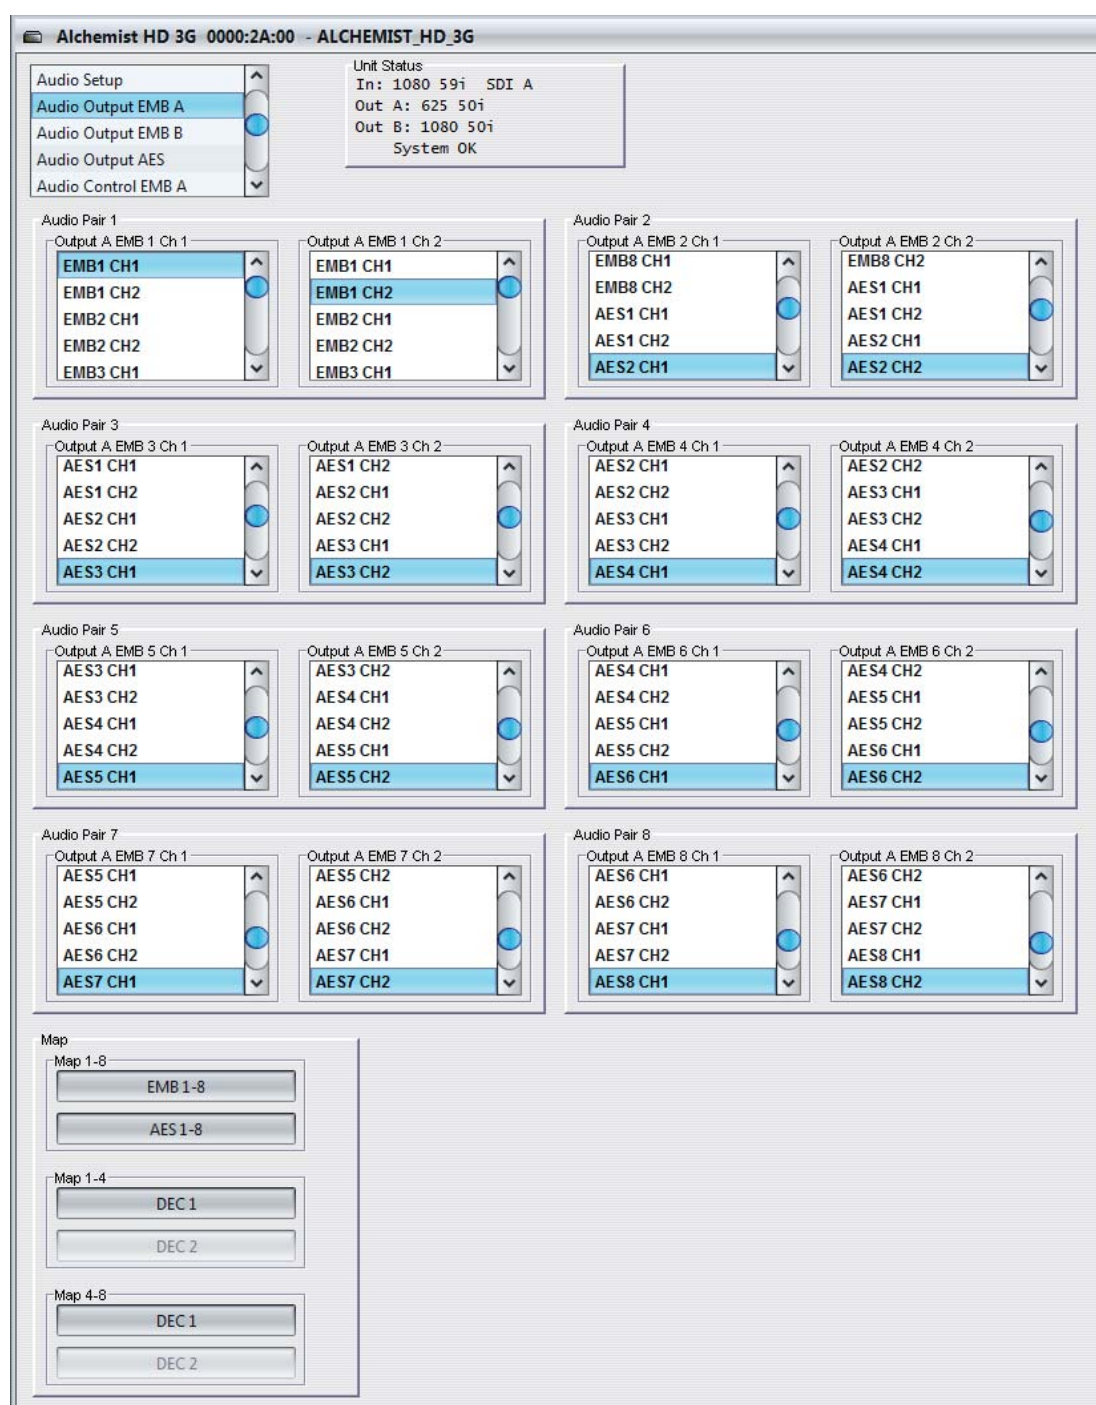 Alchemist HD 3G 0000:2A:00 - ALCHEMIST_HD_3G
Audio Setup
Audio Output EMB A
Audio Output EMB B
Audio Output AES
Audio Control EMB A
Unit Status
In: 1080 59i SDI A
Out A: 625 50i
Out B: 1080 50i
System OK
Audio Pair 1
Output A EMB 1 Ch 1
EMB1 CH1
EMB1 CH2
EMB2 CH1
EMB2 CH2
EMB3 CH1
Output A EMB 1 Ch 2
EMB1 CH1
EMB1 CH2
EMB2 CH1
EMB2 CH2
EMB3 CH1
Audio Pair 2
Output A EMB 2 Ch 1
EMB8 CH1
EMB8 CH2
AES1 CH1
AES1 CH2
AES2 CH1
Output A EMB 2 Ch 2
EMB8 CH2
AES1 CH1
AES1 CH2
AES2 CH1
AES2 CH2
Audio Pair 3
Output A EMB 3 Ch 1
AES1 CH1
AES1 CH2
AES2 CH1
AES2 CH2
AES3 CH1
Output A EMB 3 Ch 2
AES1 CH2
AES2 CH1
AES2 CH2
AES3 CH1
AES3 CH2
Audio Pair 4
Output A EMB 4 Ch 1
AES2 CH1
AES2 CH2
AES3 CH1
AES3 CH2
AES4 CH1
Output A EMB 4 Ch 2
AES2 CH2
AES3 CH1
AES3 CH2
AES4 CH1
AES4 CH2
Audio Pair 5
Output A EMB 5 Ch 1
AES3 CH1
AES3 CH2
AES4 CH1
AES4 CH2
AES5 CH1
Output A EMB 5 Ch 2
AES3 CH2
AES4 CH1
AES4 CH2
AES5 CH1
AES5 CH2
Audio Pair 6
Output A EMB 6 Ch 1
AES4 CH1
AES4 CH2
AES5 CH1
AES5 CH2
AES6 CH1
Output A EMB 6 Ch 2
AES4 CH2
AES5 CH1
AES5 CH2
AES6 CH1
AES6 CH2
Audio Pair 7
Output A EMB 7 Ch 1
AES5 CH1
AES5 CH2
AES6 CH1
AES6 CH2
AES7 CH1
Output A EMB 7 Ch 2
AES5 CH2
AES6 CH1
AES6 CH2
AES7 CH1
AES7 CH2
Audio Pair 8
Output A EMB 8 Ch 1
AES6 CH1
AES6 CH2
AES7 CH1
AES7 CH2
AES8 CH1
Output A EMB 8 Ch 2
AES6 CH2
AES7 CH1
AES7 CH2
AES8 CH1
AES8 CH2
Map
Map 1-8
EMB 1-8
AES 1-8
Map 1-4
DEC 1
DEC 2
Map 4-8
DEC 1
DEC 2